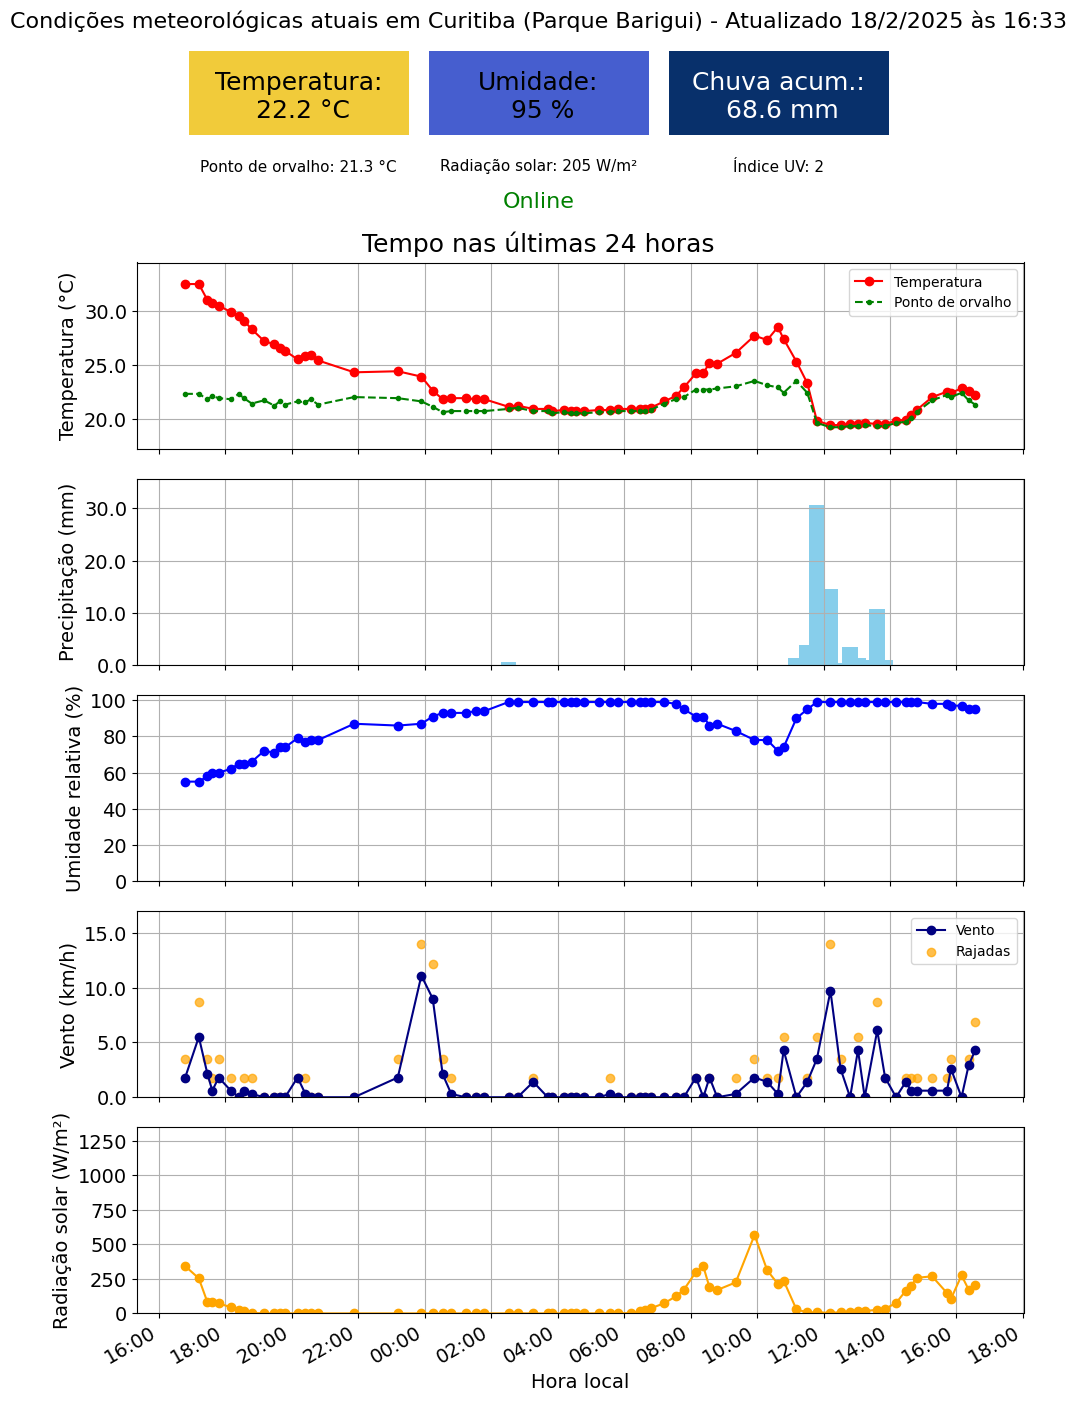 Condições meteorológicas atuais em Curitiba (Parque Barigui) - Atualizado 18/2/2025 às 16:33
Temperatura:
22.2 °C
Umidade:
95 %
Chuva acum.:
68.6 mm
Ponto de orvalho: 21.3 °C
Radiação solar: 205 W/m²
Índice UV: 2
Online
Tempo nas últimas 24 horas
Temperatura (°C)
30.0
25.0
20.0
Temperatura
Ponto de orvalho
Precipitação (mm)
30.0
20.0
10.0
0.0
Umidade relativa (%)
100
80
60
40
20
0
Vento (km/h)
15.0
10.0
5.0
0.0
Vento
Rajadas
Radiação solar (W/m²)
1250
1000
750
500
250
0
16:00
18:00
20:00
22:00
00:00
02:00
04:00
06:00
08:00
10:00
12:00
14:00
16:00
18:00
Hora local